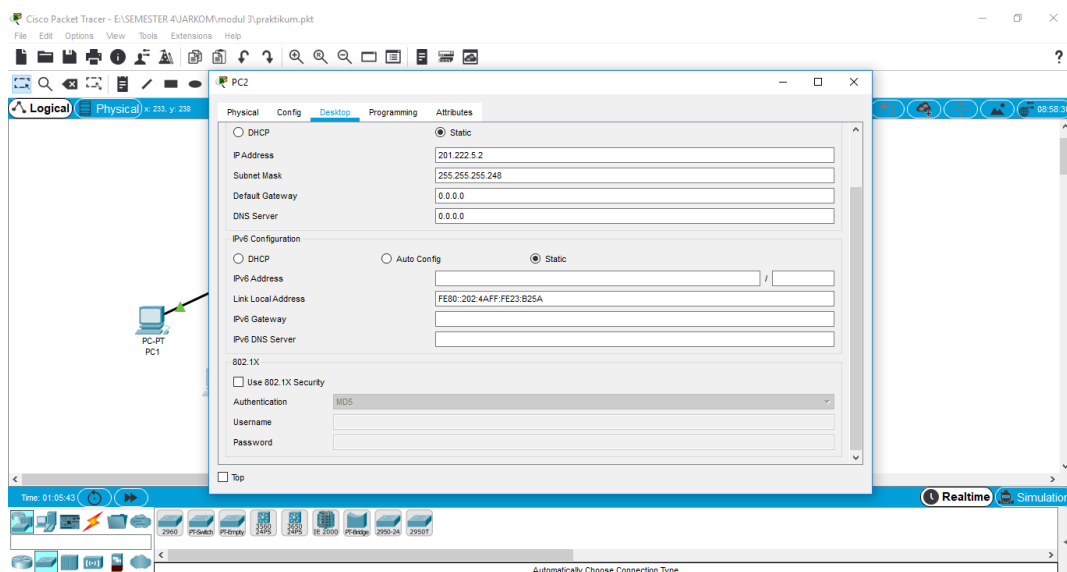 Cisco Packet Tracer - E:\SEMESTER 4\JARKOM\modul 3\praktikum.pkt
File Edit Options View Tools Extensions Help
?
PC2
Logical Physical x: 233, y: 238
08:58:3
Physical Config Desktop Programming Attributes
DHCP Static
IP Address 201.222.5.2
Subnet Mask 255.255.255.248
Default Gateway 0.0.0.0
DNS Server 0.0.0.0
IPv6 Configuration
DHCP Auto Config Static
IPv6 Address /
Link Local Address FE80::202:4AFF:FE23:B25A
IPv6 Gateway
IPv6 DNS Server
PC-PT
PC1
802.1X
Use 802.1X Security
Authentication MD5
Username
Password
Top
Time: 01:05:43 Realtime Simulation
2960 PT-Switch PT-Empty 3560 24PS 3650 24PS IE 2000 PT-Bridge 2950-24 2950T
Automatically Choose Connection Type